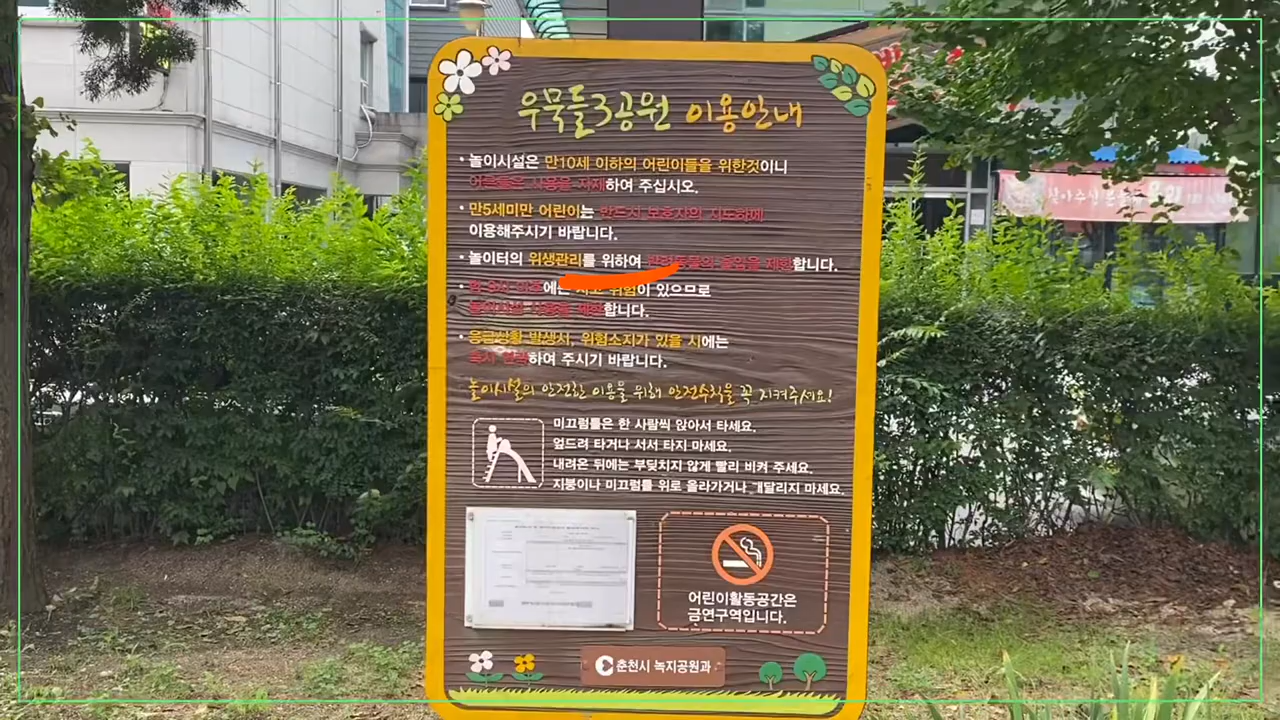 우묵들3공원 이용안내
• 놀이시설은 만10세 이하의 어린이들을 위한것이니
어른들은 사용을 자제하여 주십시오.
• 만5세미만 어린이는 반드시 보호자의 지도하에
이용해주시기 바랍니다.
• 놀이터의 위생관리를 위하여 반려동물의 출입을 제한합니다.
• 에는 위험이 있으므로
놀이시설 사용을 제한합니다.
• 응급상황 발생시, 위험소지가 있을 시에는
즉시 연락하여 주시기 바랍니다.
놀이시설의 안전한 이용을 위해 안전수칙을 꼭 지켜주세요!
미끄럼틀은 한 사람씩 앉아서 타세요.
엎드려 타거나 서서 타지 마세요.
내려온 뒤에는 부딪치지 않게 빨리 비켜 주세요.
지붕이나 미끄럼틀 위로 올라가거나 매달리지 마세요.
어린이활동공간은
금연구역입니다.
춘천시 녹지공원과